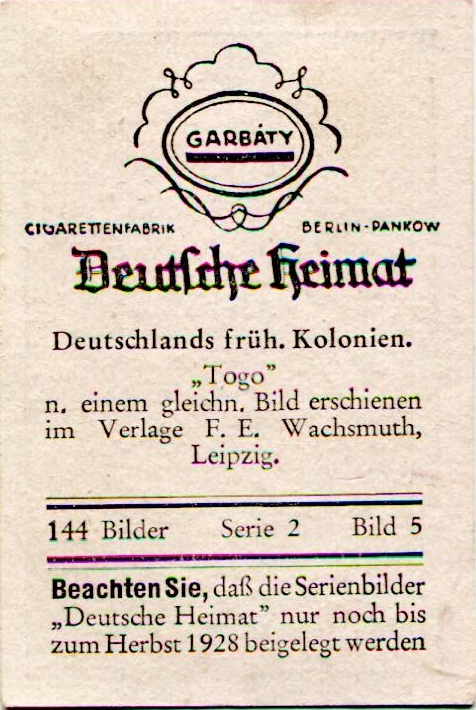 GARBÁTY
CIGARETTENFABRIK BERLIN-PANKOW
Deutsche Heimat
Deutschlands früh. Kolonien.
„Togo”
n. einem gleichn. Bild erschienen
im Verlage F. E. Wachsmuth,
Leipzig.
144 Bilder Serie 2 Bild 5
Beachten Sie, daß die Serienbilder
„Deutsche Heimat” nur noch bis
zum Herbst 1928 beigelegt werden